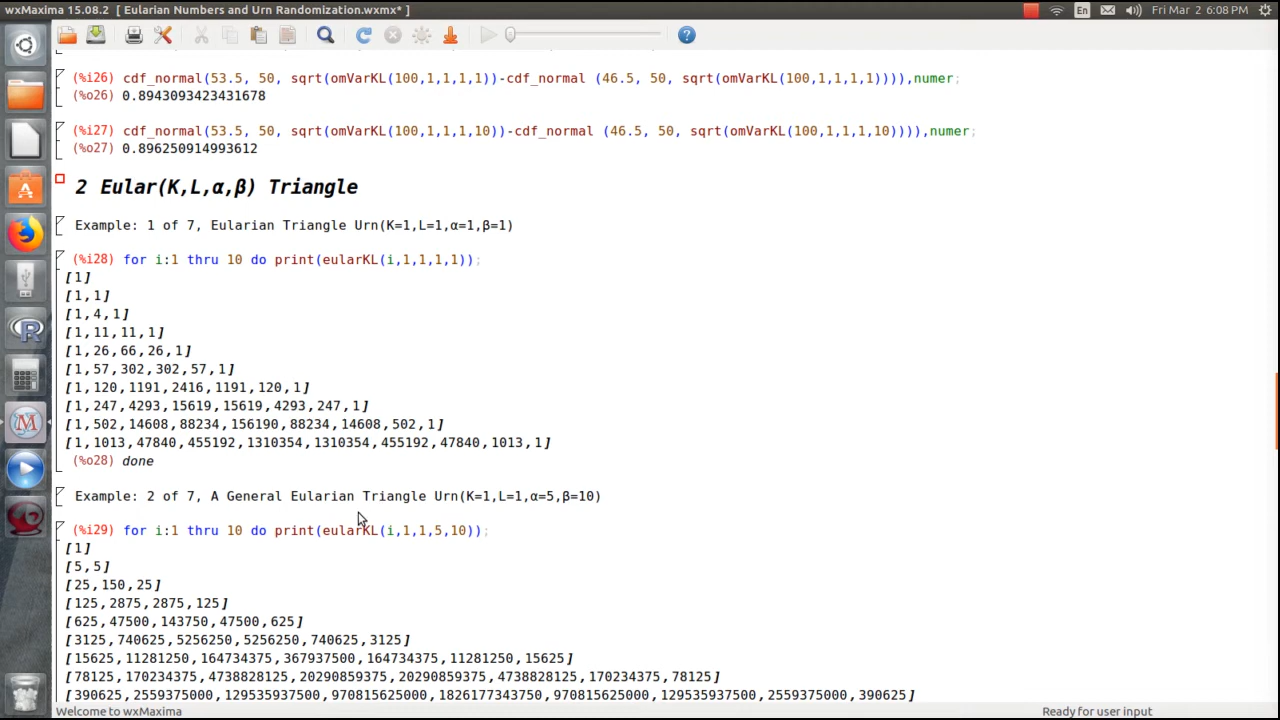 wxMaxima 15.08.2 [ Eularian Numbers and Urn Randomization.wxmx* ]
En
Fri Mar 2 6:08 PM
(%i26) cdf_normal(53.5, 50, sqrt(omVarKL(100,1,1,1,1))-cdf_normal (46.5, 50, sqrt(omVarKL(100,1,1,1,1)))),numer;
(%o26) 0.8943093423431678
(%i27) cdf_normal(53.5, 50, sqrt(omVarKL(100,1,1,1,10))-cdf_normal (46.5, 50, sqrt(omVarKL(100,1,1,1,10)))),numer;
(%o27) 0.896250914993612
2 Eular(K,L,α,β) Triangle
Example: 1 of 7, Eularian Triangle Urn(K=1,L=1,α=1,β=1)
(%i28) for i:1 thru 10 do print(eularKL(i,1,1,1,1));
[1]
[1,1]
[1,4,1]
[1,11,11,1]
[1,26,66,26,1]
[1,57,302,302,57,1]
[1,120,1191,2416,1191,120,1]
[1,247,4293,15619,15619,4293,247,1]
[1,502,14608,88234,156190,88234,14608,502,1]
[1,1013,47840,455192,1310354,1310354,455192,47840,1013,1]
(%o28) done
Example: 2 of 7, A General Eularian Triangle Urn(K=1,L=1,α=5,β=10)
(%i29) for i:1 thru 10 do print(eularKL(i,1,1,5,10));
[1]
[5,5]
[25,150,25]
[125,2875,2875,125]
[625,47500,143750,47500,625]
[3125,740625,5256250,5256250,740625,3125]
[15625,11281250,164734375,367937500,164734375,11281250,15625]
[78125,170234375,4738828125,20290859375,20290859375,4738828125,170234375,78125]
[390625,2559375000,129535937500,970815625000,1826177343750,970815625000,129535937500,2559375000,390625]
Welcome to wxMaxima
Ready for user input